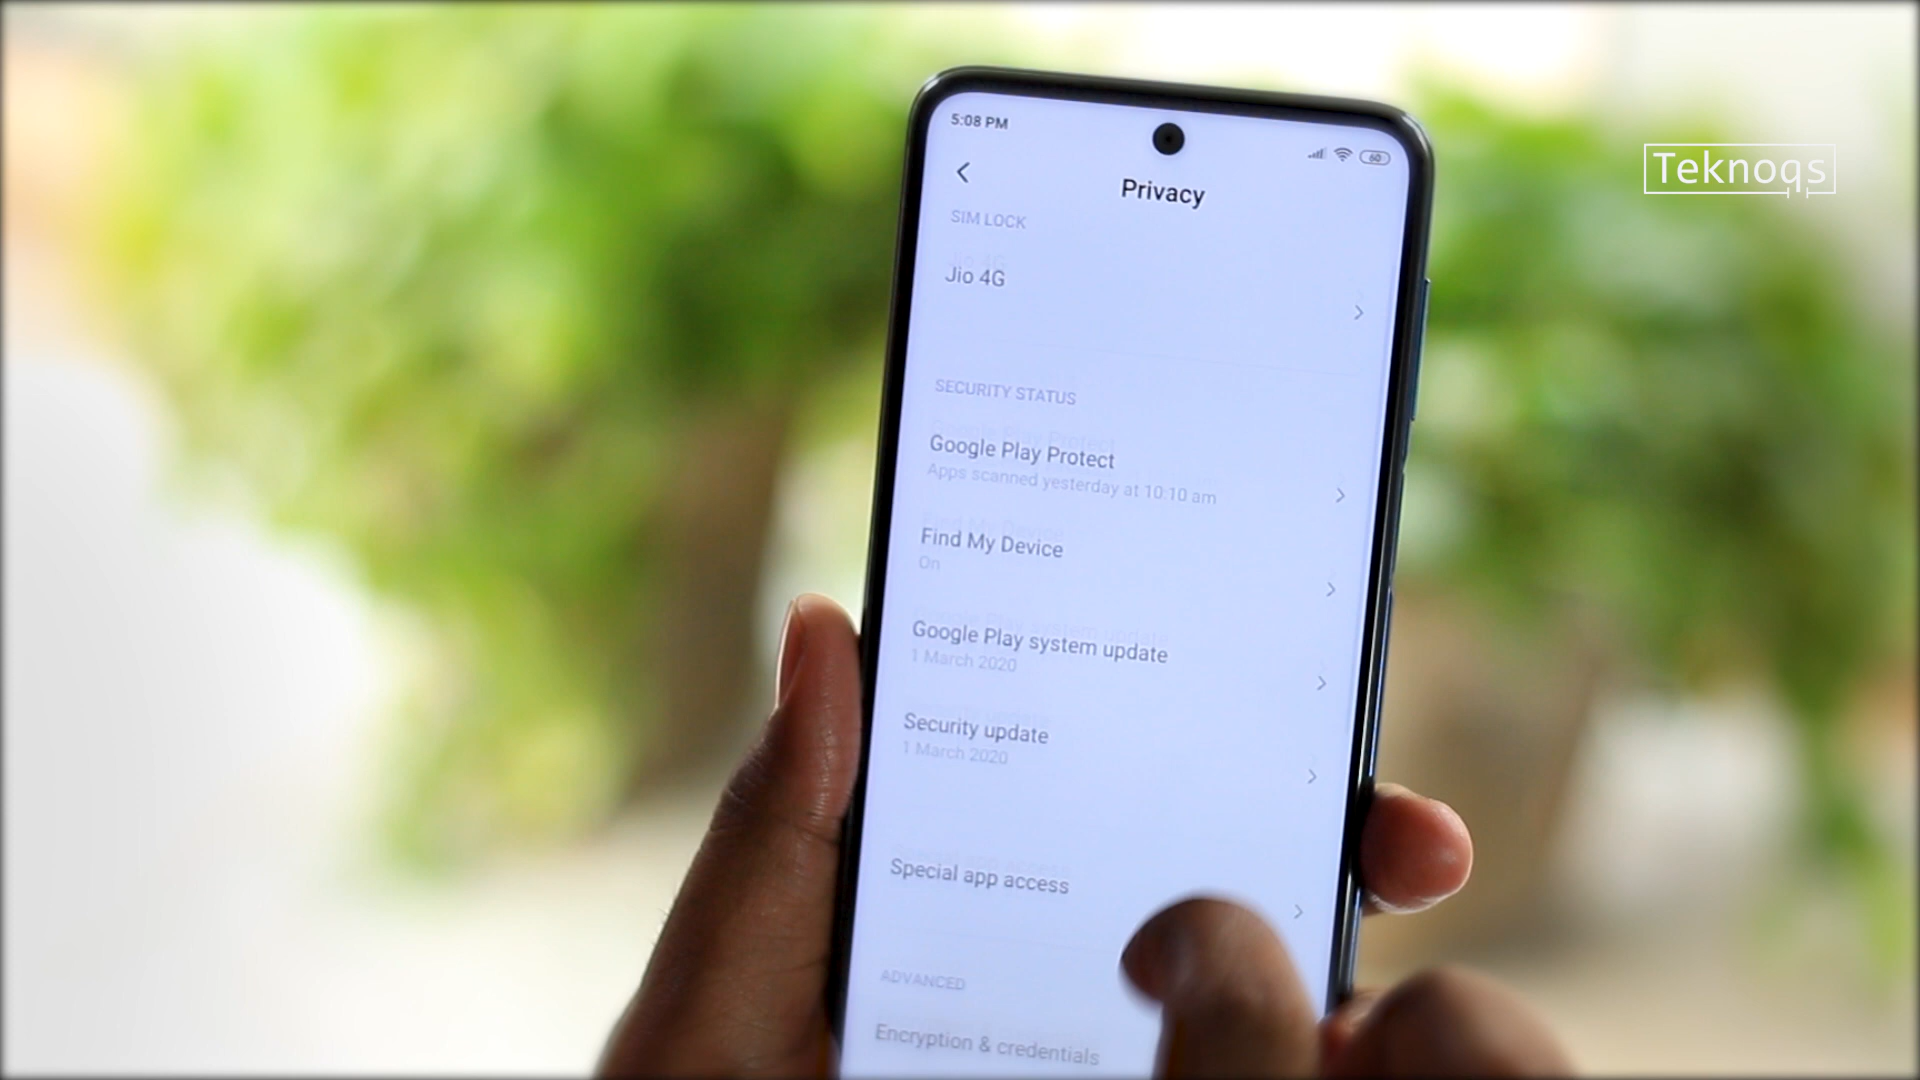 5:08 PM
60
Teknoqs
Privacy
SIM LOCK
Jio 4G
SECURITY STATUS
Google Play Protect
Apps scanned yesterday at 10:10 am
Find My Device
On
Google Play system update
1 March 2020
Security update
1 March 2020
Special app access
ADVANCED
Encryption & credentials